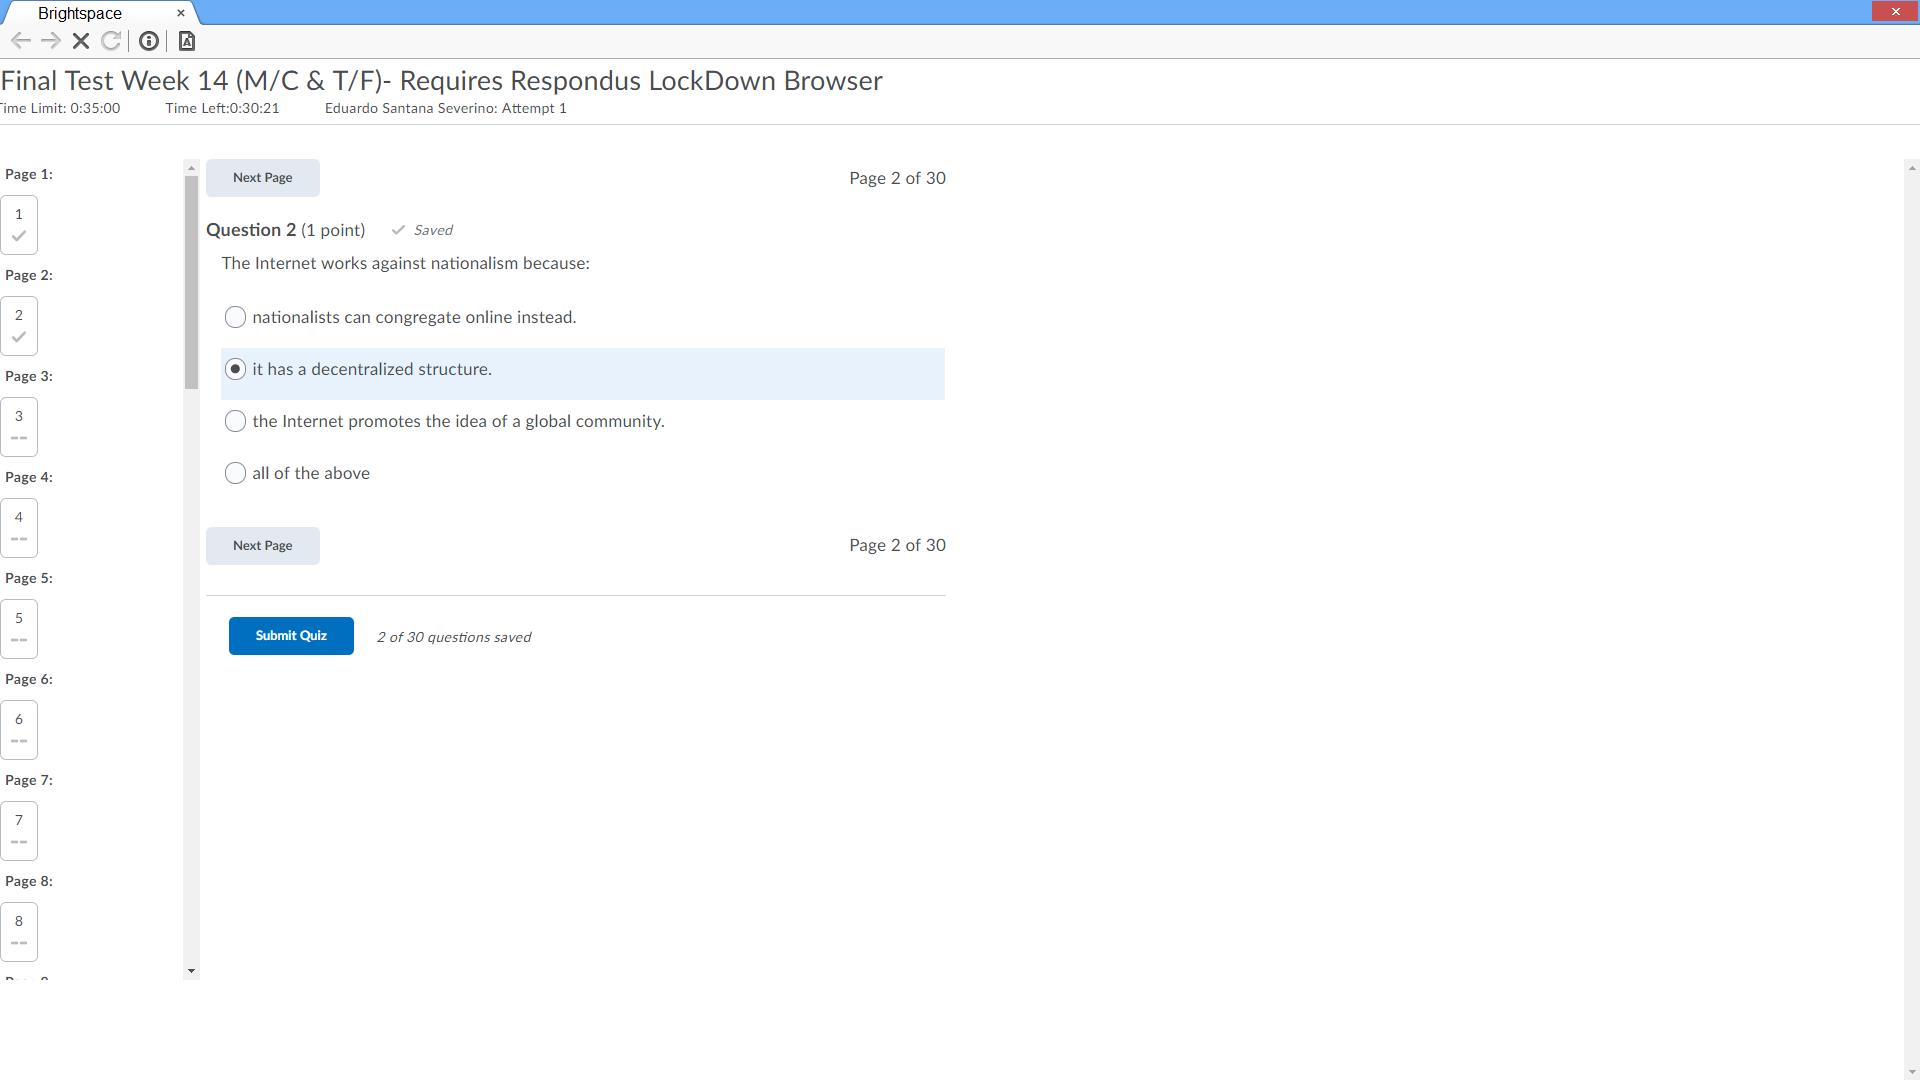 Brightspace
Final Test Week 14 (M/C & T/F)- Requires Respondus LockDown Browser
Time Limit: 0:35:00 Time Left:0:30:21 Eduardo Santana Severino: Attempt 1
Page 1:
1
Page 2:
2
Page 3:
3
--
Page 4:
4
--
Page 5:
5
--
Page 6:
6
--
Page 7:
7
--
Page 8:
8
--
Next Page Page 2 of 30
Question 2 (1 point) Saved
The Internet works against nationalism because:
nationalists can congregate online instead.
it has a decentralized structure.
the Internet promotes the idea of a global community.
all of the above
Next Page Page 2 of 30
Submit Quiz 2 of 30 questions saved